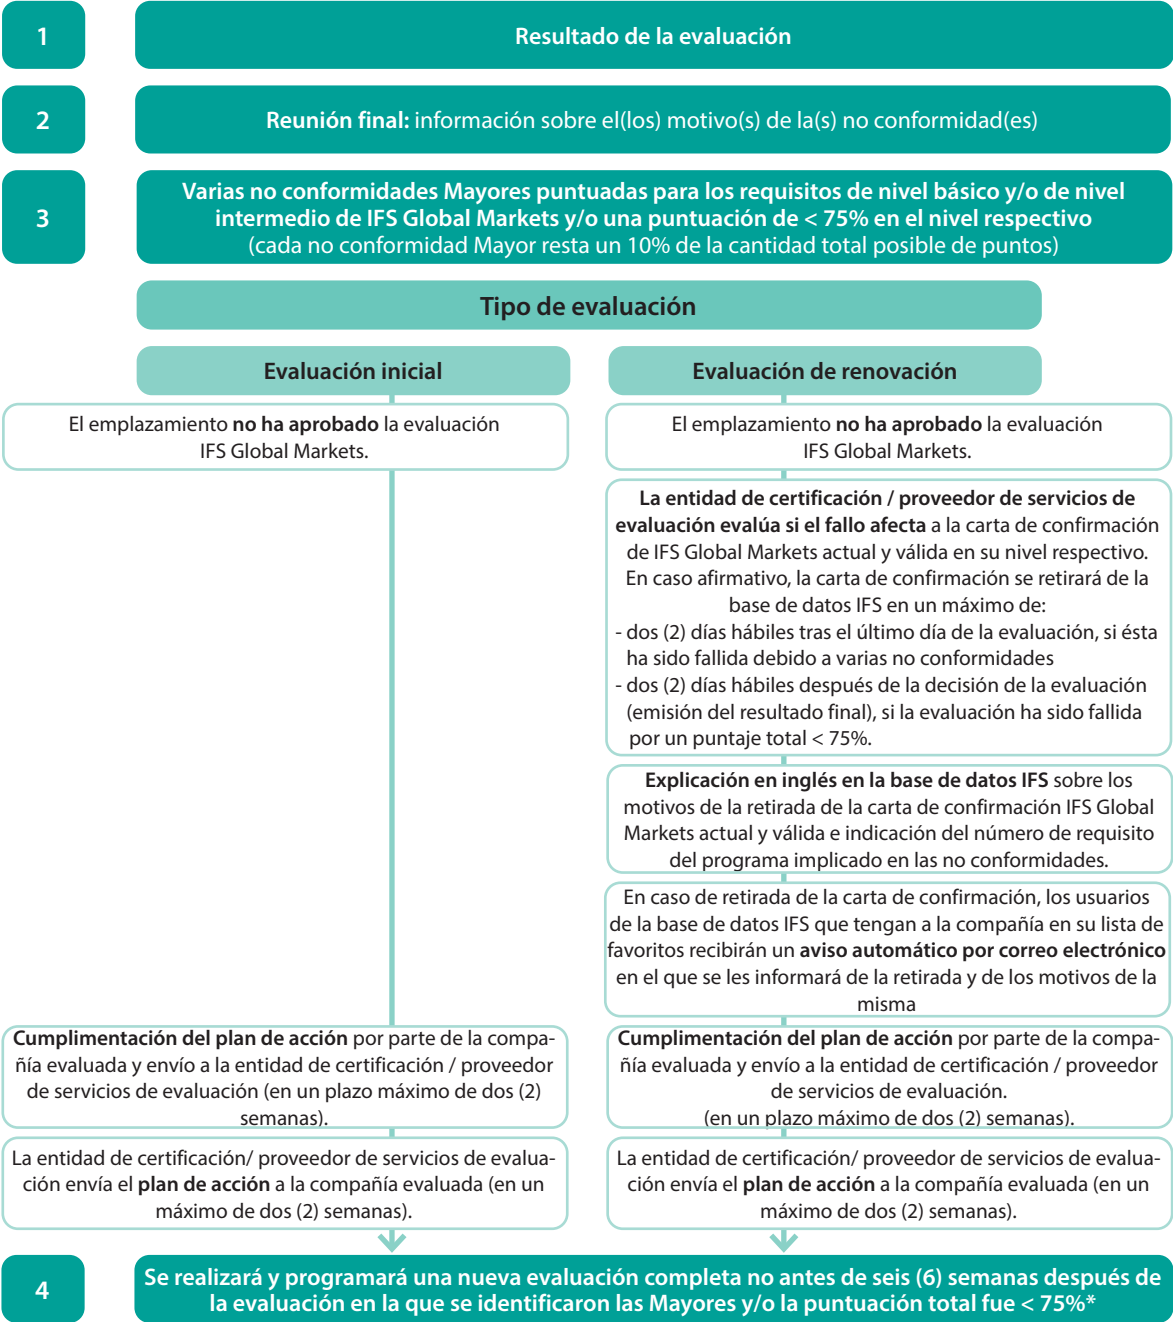 1
Resultado de la evaluación
2
Reunión final: información sobre el(los) motivo(s) de la(s) no conformidad(es)
3
Varias no conformidades Mayores puntuadas para los requisitos de nivel básico y/o de nivel
intermedio de IFS Global Markets y/o una puntuación de < 75% en el nivel respectivo
(cada no conformidad Mayor resta un 10% de la cantidad total posible de puntos)
Tipo de evaluación
Evaluación inicial
El emplazamiento no ha aprobado la evaluación
IFS Global Markets.
Cumplimentación del plan de acción por parte de la compa-
ñía evaluada y envío a la entidad de certificación / proveedor
de servicios de evaluación (en un plazo máximo de dos (2)
semanas).
La entidad de certificación/ proveedor de servicios de evalua-
ción envía el plan de acción a la compañía evaluada (en un
máximo de dos (2) semanas).
Evaluación de renovación
El emplazamiento no ha aprobado la evaluación
IFS Global Markets.
La entidad de certificación / proveedor de servicios de
evaluación evalúa si el fallo afecta a la carta de confirmación
de IFS Global Markets actual y válida en su nivel respectivo.
En caso afirmativo, la carta de confirmación se retirará de la
base de datos IFS en un máximo de:
- dos (2) días hábiles tras el último día de la evaluación, si ésta
ha sido fallida debido a varias no conformidades
- dos (2) días hábiles después de la decisión de la evaluación
(emisión del resultado final), si la evaluación ha sido fallida
por un puntaje total < 75%.
Explicación en inglés en la base de datos IFS sobre los
motivos de la retirada de la carta de confirmación IFS Global
Markets actual y válida e indicación del número de requisito
del programa implicado en las no conformidades.
En caso de retirada de la carta de confirmación, los usuarios
de la base de datos IFS que tengan a la compañía en su lista de
favoritos recibirán un aviso automático por correo electrónico
en el que se les informará de la retirada y de los motivos de la
misma
Cumplimentación del plan de acción por parte de la compa-
ñía evaluada y envío a la entidad de certificación / proveedor
de servicios de evaluación.
(en un plazo máximo de dos (2) semanas).
La entidad de certificación/ proveedor de servicios de evalua-
ción envía el plan de acción a la compañía evaluada (en un
máximo de dos (2) semanas).
4
Se realizará y programará una nueva evaluación completa no antes de seis (6) semanas después de
la evaluación en la que se identificaron las Mayores y/o la puntuación total fue < 75%*